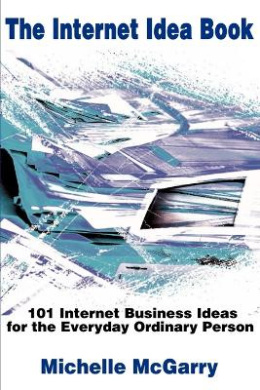 The Internet Idea Book
101 Internet Business Ideas
for the Everyday Ordinary Person
Michelle McGarry